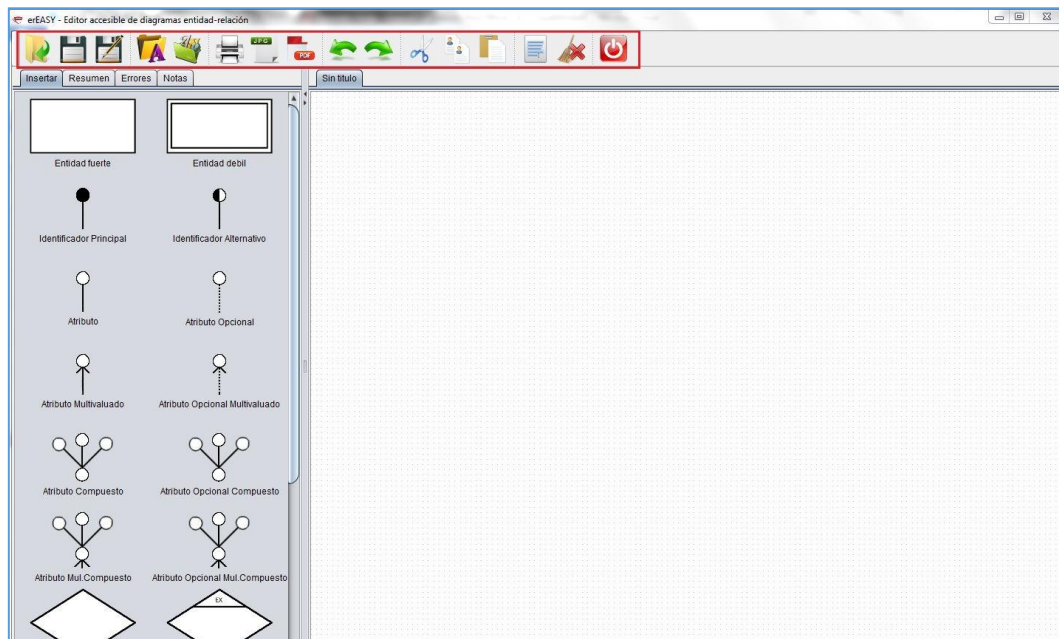 erEASY - Editor accesible de diagramas entidad-relación
JPG
PDF
Insertar Resumen Errores Notas
Sin título
Entidad fuerte Entidad debil
Identificador Principal Identificador Alternativo
Atributo Atributo Opcional
Atributo Multivaluado Atributo Opcional Multivaluado
Atributo Compuesto Atributo Opcional Compuesto
Atributo Mul.Compuesto Atributo Opcional Mul.Compuesto
EX